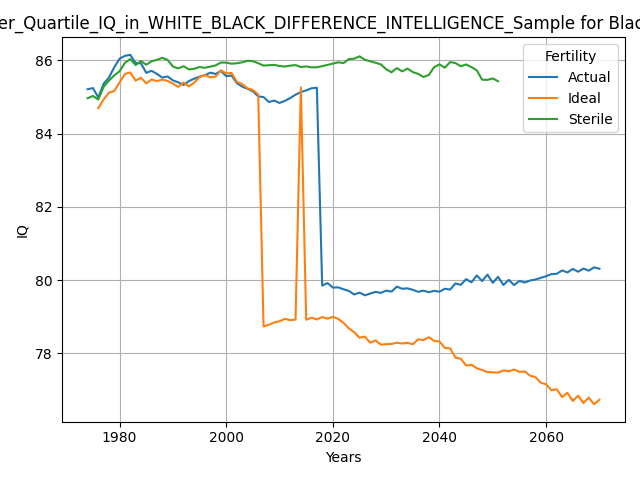 er_Quartile_IQ_in_WHITE_BLACK_DIFFERENCE_INTELLIGENCE_Sample for Blac
Fertility
Actual
Ideal
Sterile
86
84
82
80
78
IQ
1980 2000 2020 2040 2060
Years